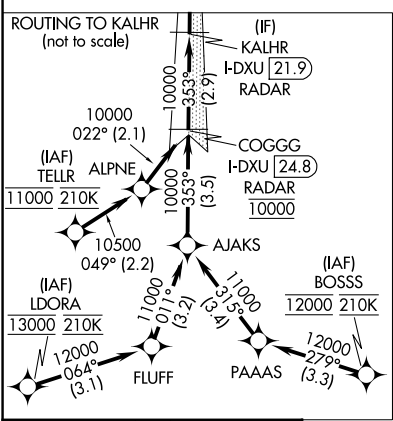 ROUTING TO KALHR
(not to scale)
(IF)
KALHR
I-DXU 21.9
RADAR
10000
353°
(2.9)
10000
022° (2.1)
COGGG
I-DXU 24.8
RADAR
10000
(IAF)
TELLR
11000 210K
ALPNE
10000
353°
(3.5)
10500
049° (2.2)
AJAKS
(IAF)
LDORA
13000 210K
11000
011°
(3.2)
11000
315°
(3.4)
(IAF)
BOSSS
12000 210K
12000
064°
(3.1)
FLUFF
PAAAS
12000
279°
(3.3)